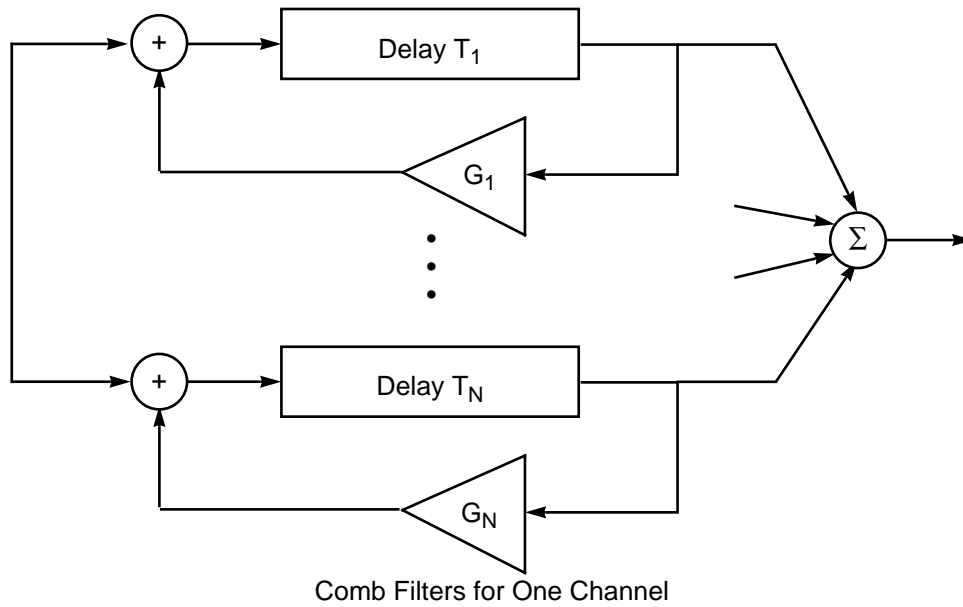 +
Delay T1
G1
Σ
+
Delay TN
GN
Comb Filters for One Channel